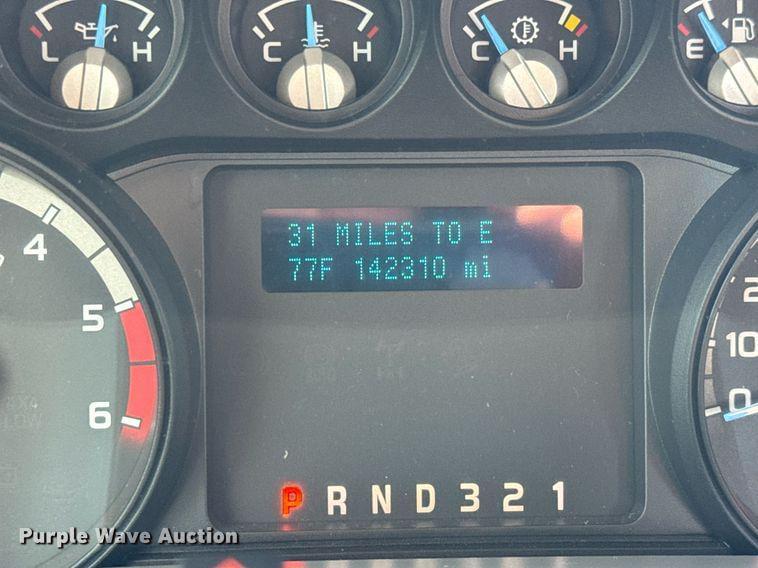 L H
C H
C H
E
31 MILES TO E
77F 142310 mi
4
5
6
10
0
P R N D 3 2 1
Purple Wave Auction